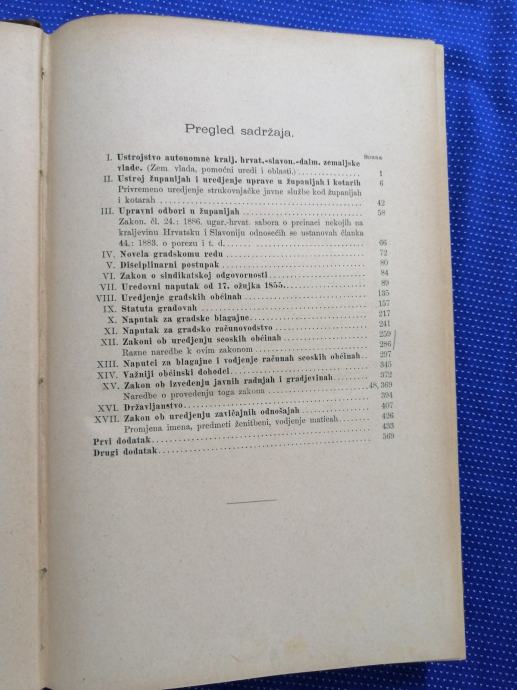 Pregled sadržaja.
Strana
I. Ustrojstvo autonomne kralj. hrvat.-slavon.-dalm. zemaljske
vlade. (Zem. vlada, pomoćni uredi i oblasti.) 1
II. Ustroj županijah i uredjenje uprave u županijah i kotarih 6
Privremeno uredjenje strukovnjačke javne službe kod županijah
i kotarah 42
III. Upravni odbori u županijah 58
Zakon. čl. 24.: 1886. ugar.-hrvat. sabora o preinaci nekojih na
kraljevinu Hrvatsku i Slavoniju odnosećih se ustanovah članka
44.: 1883. o porezu i t. d. 66
IV. Novela gradskomu redu 72
V. Disciplinarni postupak 80
VI. Zakon o sindikatskoj odgovornosti 84
VII. Uredovni naputak od 17. ožujka 1855. 89
VIII. Uredjenje gradskih občinah 135
IX. Statuta gradovah 157
X. Naputak za gradske blagajne 217
XI. Naputak za gradsko računovodstvo 241
XII. Zakoni ob uredjenju seoskih občinah 259
Razne naredbe k ovim zakonom 286
XIII. Naputci za blagajne i vodjenje računah seoskih občinah 297
XIV. Važniji občinski dohodci 345
XV. Zakon ob izvedenju javnih radnjah i gradjevinah 372
Naredbe o provedenju toga zakona 48, 369
XVI. Državljanstvo 394
XVII. Zakon ob uredjenju zavičajnih odnošajah 407
Promjena imena, predmeti ženitbeni, vodjenje maticah 426
Prvi dodatak 433
Drugi dodatak 569